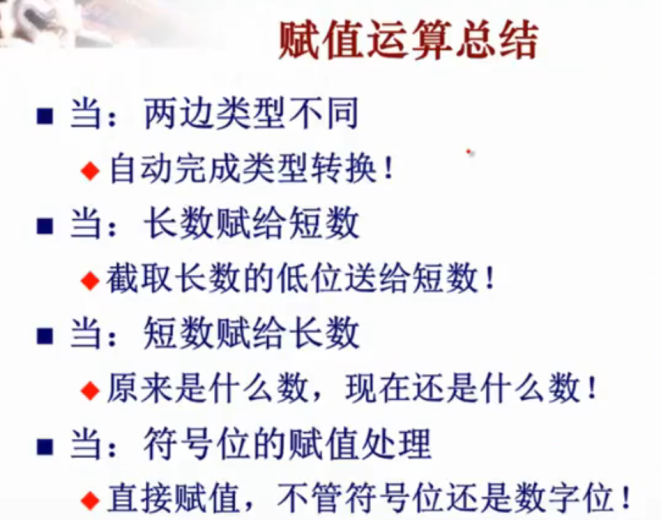 赋值运算总结
当：两边类型不同
自动完成类型转换！
当：长数赋给短数
截取长数的低位送给短数！
当：短数赋给长数
原来是什么数，现在还是什么数！
当：符号位的赋值处理
直接赋值，不管符号位还是数字位！